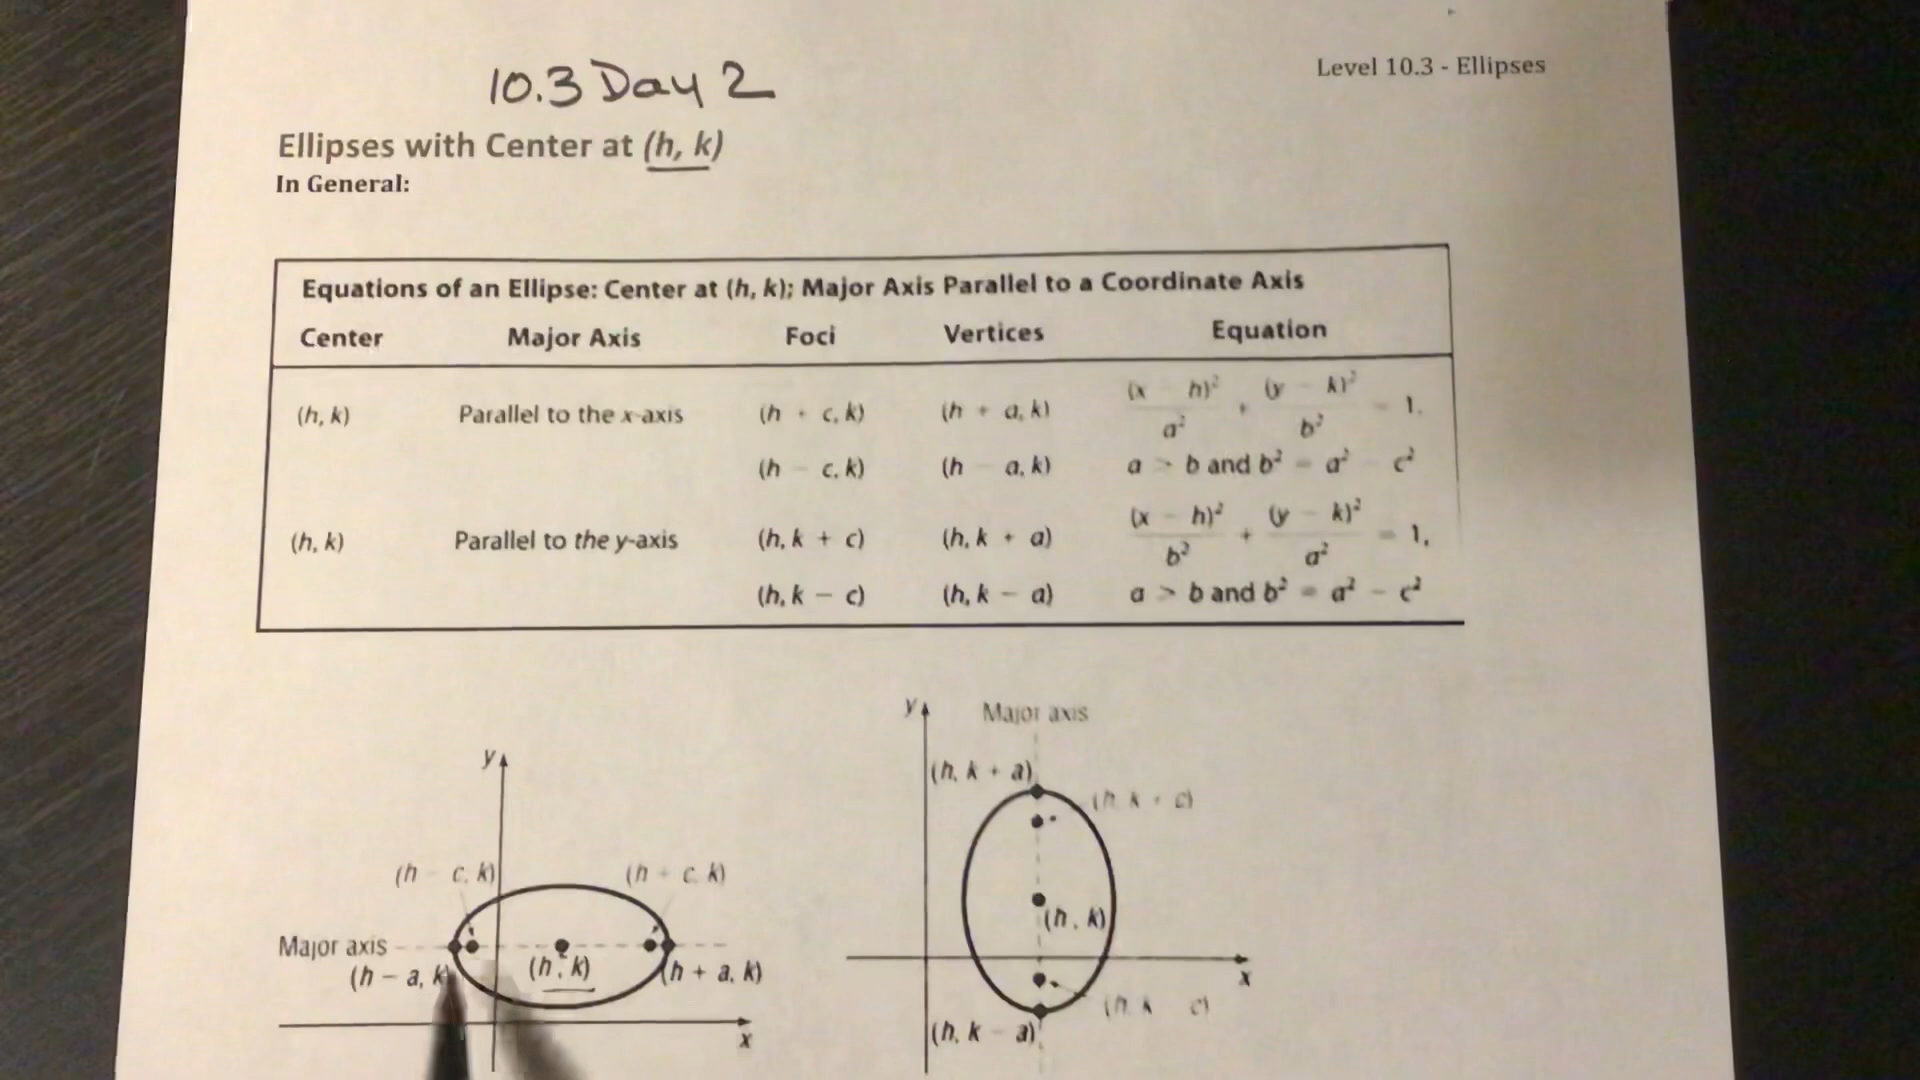 10.3 Day 2
Level 10.3 - Ellipses
Ellipses with Center at (h, k)
In General:
Equations of an Ellipse: Center at (h, k); Major Axis Parallel to a Coordinate Axis
Center Major Axis Foci Vertices Equation
(h, k) Parallel to the x-axis (h + c, k) (h + a, k) (x - h)²/a² + (y - k)²/b² = 1,
(h - c, k) (h - a, k) a > b and b² = a² - c²
(h, k) Parallel to the y-axis (h, k + c) (h, k + a) (x - h)²/b² + (y - k)²/a² = 1,
(h, k - c) (h, k - a) a > b and b² = a² - c²
y
(h - c, k) (h + c, k)
Major axis
(h - a, k) (h, k) (h + a, k)
x
y Major axis
(h, k + a)
(h, k + c)
(h, k)
x
(h, k - c)
(h, k - a)